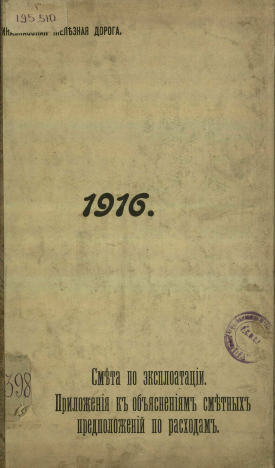 195 510
ЖЕЛѢЗНАЯ ДОРОГА.
1916.
398
Смѣта по эксплоатаціи.
Приложенія къ объясненіямъ смѣтныхъ
предположеній по расходамъ.